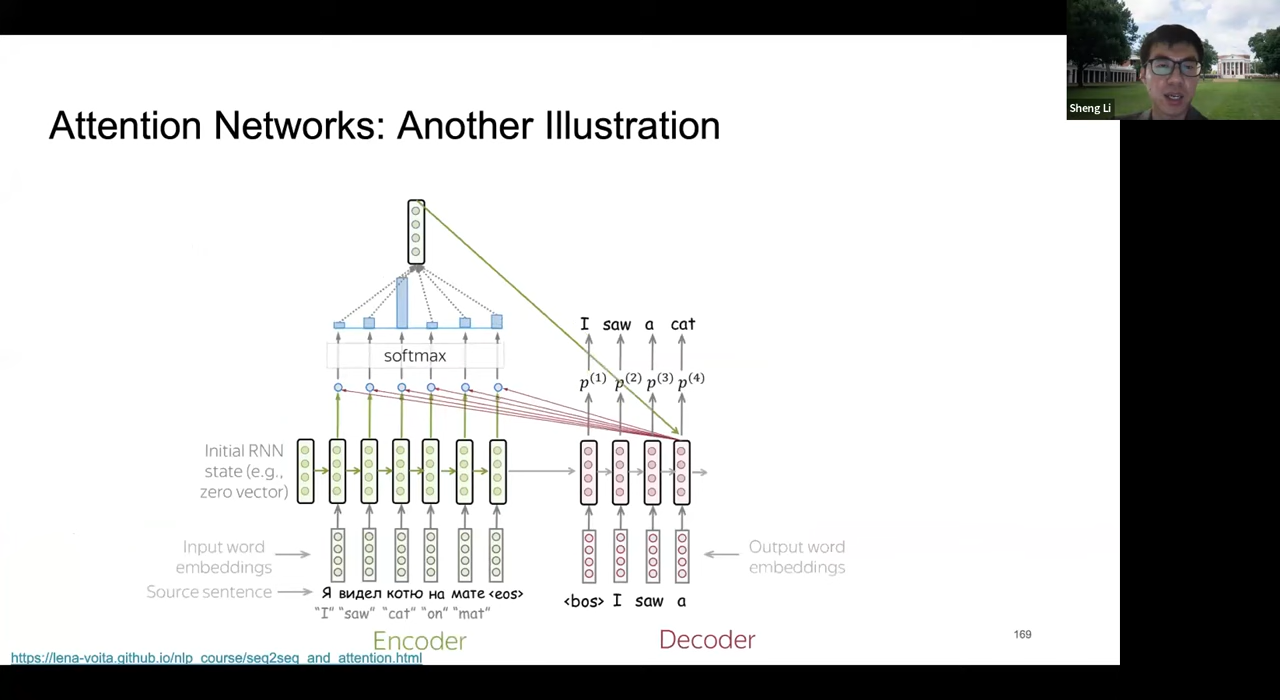 Sheng Li
Attention Networks: Another Illustration
I saw a cat
softmax
p(1) p(2) p(3) p(4)
Initial RNN
state (e.g.,
zero vector)
Input word
embeddings
Output word
embeddings
Source sentence
Я видел котю на мате <eos>
"I" "saw" "cat" "on" "mat"
<bos> I saw a
Encoder
Decoder
169
https://lena-voita.github.io/nlp_course/seq2seq_and_attention.html